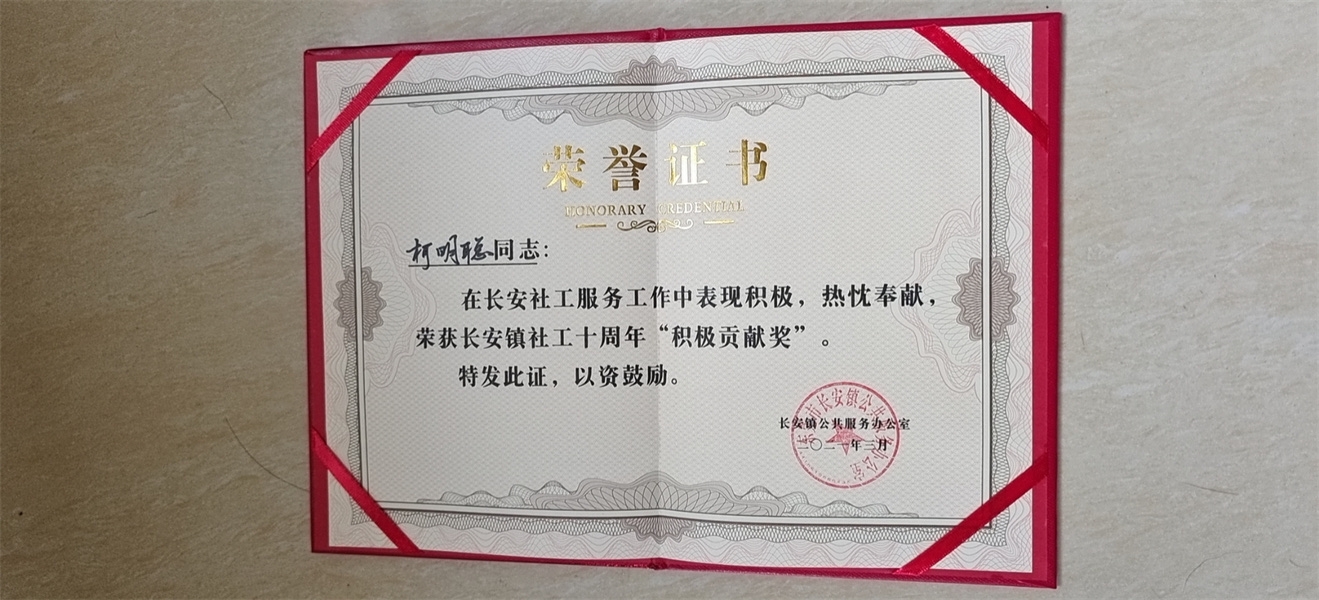 荣誉证书
HONORARY CREDENTIAL
柯明聪同志：
在长安社工服务工作中表现积极，热忱奉献，
荣获长安镇社工十周年“积极贡献奖”。
特发此证，以资鼓励。
长安镇公共服务办公室
二〇二一年三月